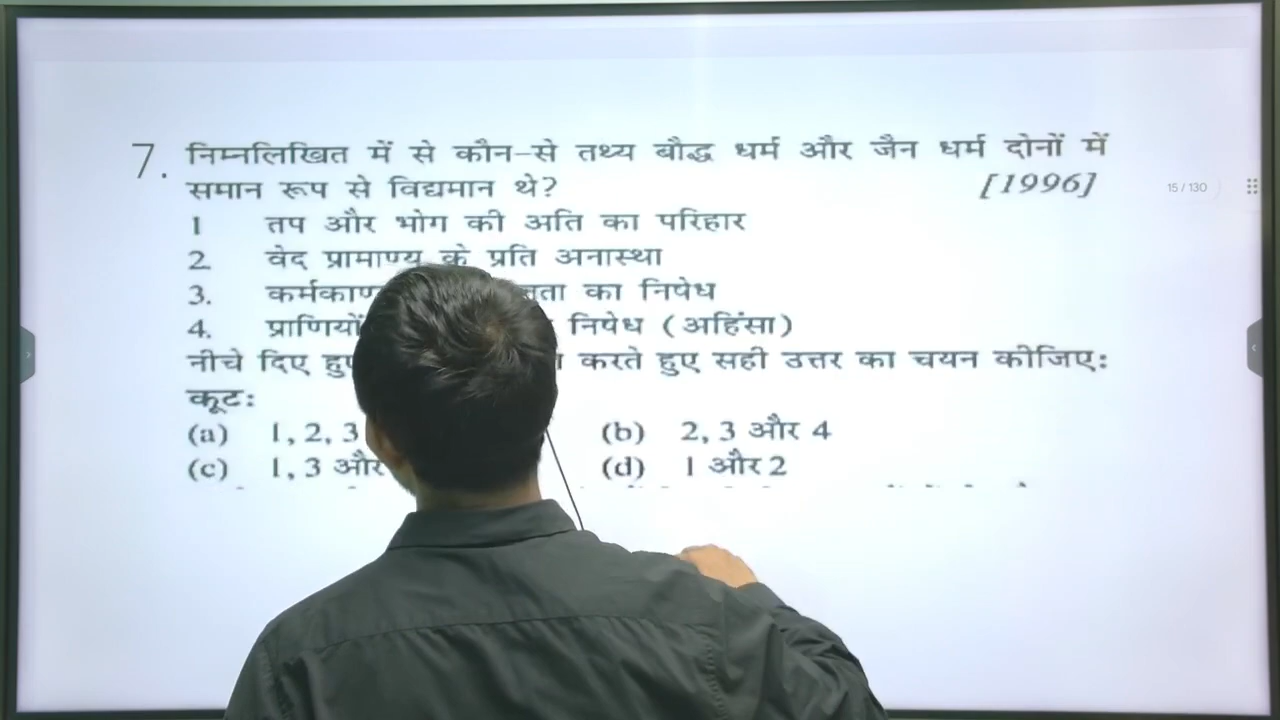 7. निम्नलिखित में से कौन-से तथ्य बौद्ध धर्म और जैन धर्म दोनों में
समान रूप से विद्यमान थे? [1996]
15 / 130
1 तप और भोग की अति का परिहार
2. वेद प्रामाण्य के प्रति अनास्था
3. का निषेध
4. निषेध (अहिंसा)
नीचे दिए करते हुए सही उत्तर का चयन कीजिए:
कूट:
(a) 1, 2, 3 (b) 2, 3 और 4
(c) 1, 3 और (d) 1 और 2